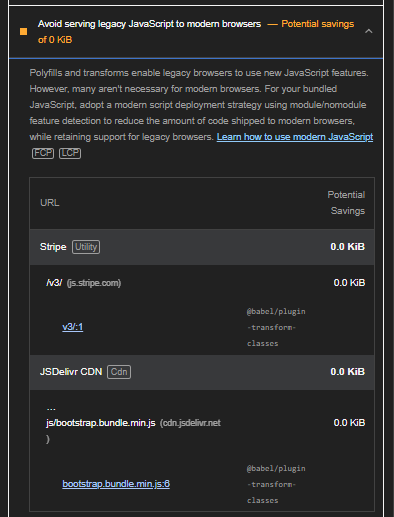 Avoid serving legacy JavaScript to modern browsers — Potential savings
of 0 KiB
Polyfills and transforms enable legacy browsers to use new JavaScript features.
However, many aren't necessary for modern browsers. For your bundled
JavaScript, adopt a modern script deployment strategy using module/nomodule
feature detection to reduce the amount of code shipped to modern browsers,
while retaining support for legacy browsers. Learn how to use modern JavaScript
FCP LCP
URL
Potential
Savings
Stripe Utility 0.0 KiB
/v3/ (js.stripe.com) 0.0 KiB
v3/:1
@babel/plugin
-transform-
classes
JSDelivr CDN Cdn 0.0 KiB
…
js/bootstrap.bundle.min.js (cdn.jsdelivr.net
) 0.0 KiB
bootstrap.bundle.min.js:6
@babel/plugin
-transform-
classes